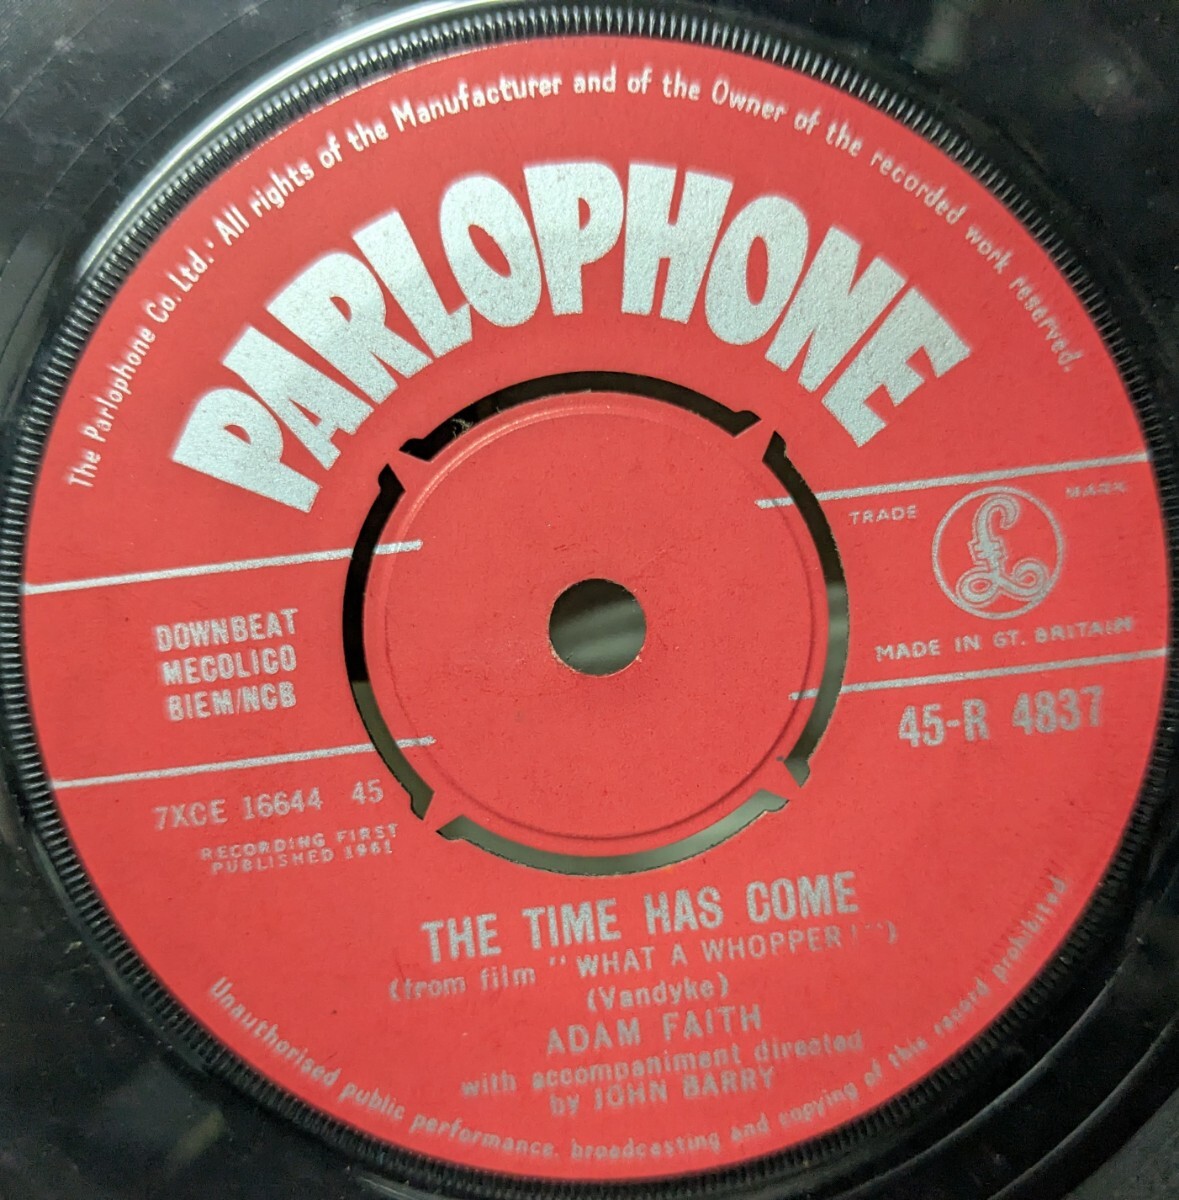 The Parlophone Co. Ltd. · All rights of the Manufacturer and of the Owner of the recorded work reserved.
PARLOPHONE
TRADE MARK
£
MADE IN GT. BRITAIN
DOWNBEAT
MECOLICO
BIEM/NCB
45-R 4837
7XCE 16644 45
RECORDING FIRST
PUBLISHED 1961
THE TIME HAS COME
(from film "WHAT A WHOPPER!")
(Vandyke)
ADAM FAITH
with accompaniment directed
by JOHN BARRY
Unauthorised public performance, broadcasting and copying of this record prohibited